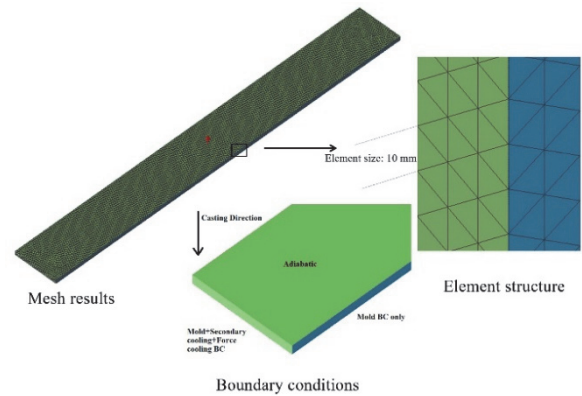 Element size: 10 mm
Casting Direction
Adiabatic
Mesh results
Mold BC only
Element structure
Mold+Secondary
cooling+Force
cooling BC
Boundary conditions